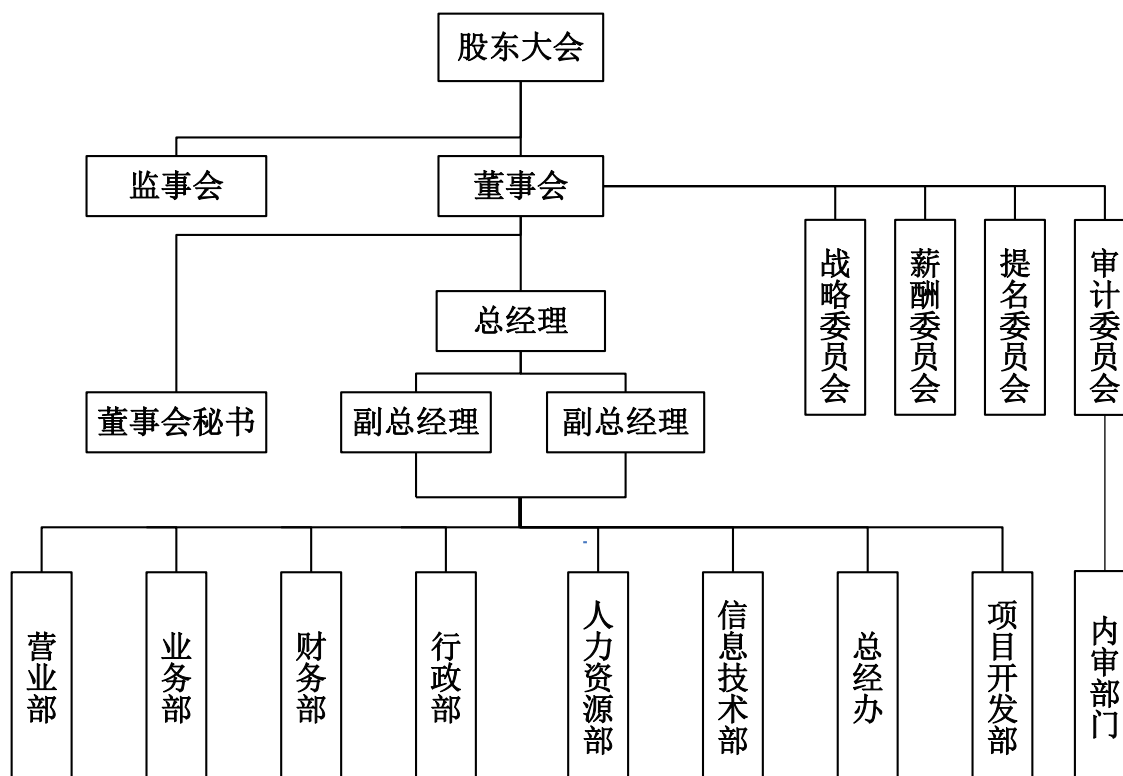 股东大会
监事会
董事会
战略委员会
薪酬委员会
提名委员会
审计委员会
总经理
董事会秘书
副总经理
副总经理
营业部
业务部
财务部
行政部
人力资源部
信息技术部
总经办
项目开发部
内审部门